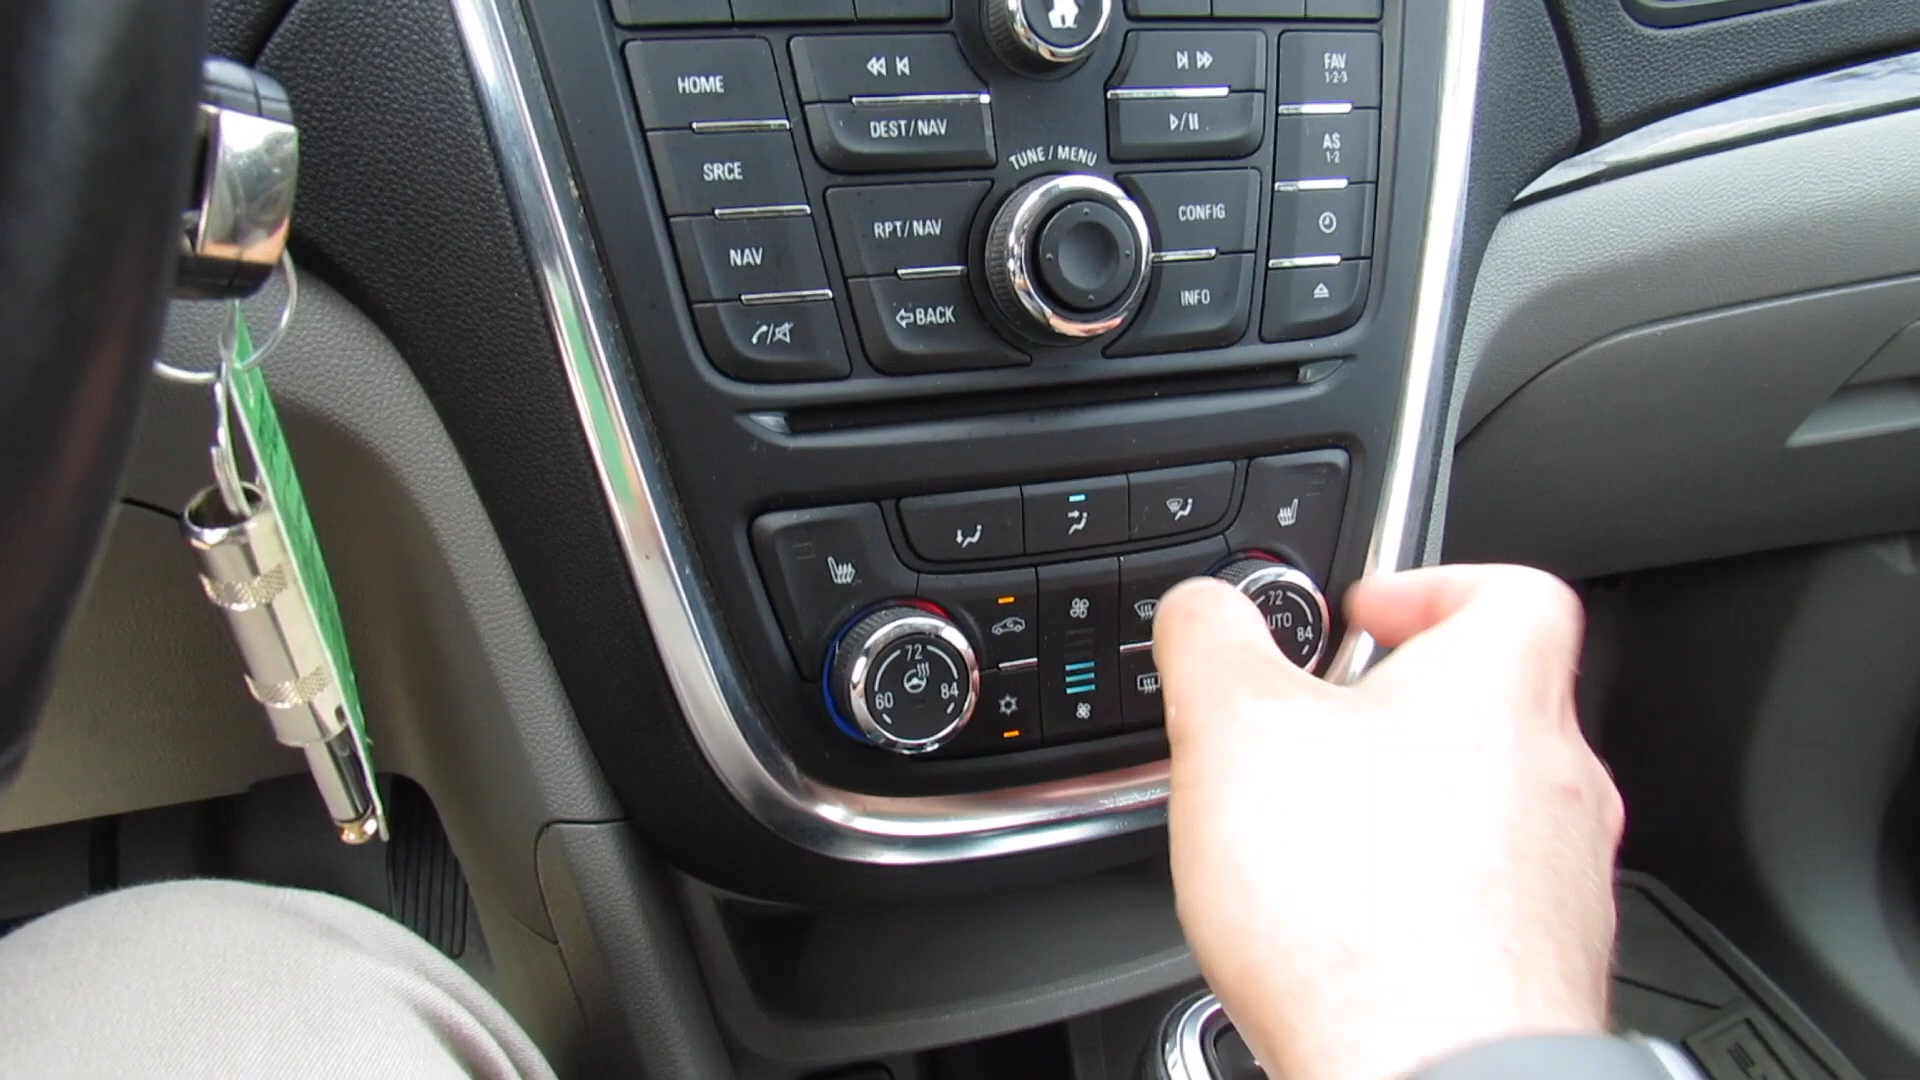 HOME
DEST/NAV
FAV
1-2-3
SRCE
TUNE/MENU
AS
1-2
NAV
RPT/NAV
CONFIG
BACK
INFO
72
60
84
72
UTO
84